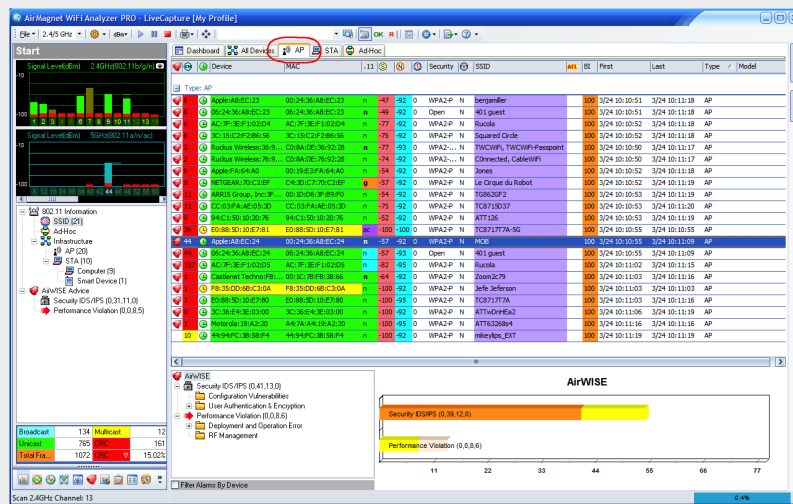 AirMagnet WiFi Analyzer PRO - LiveCapture [My Profile]
File 2.4/5 GHz dBm OK R
Start
Dashboard All Devices AP STA Ad-Hoc
Signal Level(dBm) 2.4GHz(802.11b/g/n)
-10
-100
1 2 3 4 5 6 7 8 9 10 11 12 13 14
Signal Level(dBm) 5GHz(802.11a/n/ac)
-10
-100
802.11 Information
SSID (21)
Ad-Hoc
Infrastructure
AP (20)
STA (10)
Computer (9)
Smart Device (1)
AirWISE Advice
Security IDS/IPS (0,31,11,0)
Performance Violation (0,0,8,5)
Broadcast 134 Multicast 12
Unicast 765 CRC 161
Total Fra... 1072 CRC 15.02%
Device MAC .11 Security SSID ACL BI First Last Type Model
Type: AP
6 Apple:A8:EC:23 00:24:36:A8:EC:23 n -47 -92 0 WPA2-P N benjamiller 100 3/24 10:10:51 3/24 10:11:18 AP
6 06:24:36:A8:EC:23 06:24:36:A8:EC:23 n -49 -92 0 Open N 401 guest 100 3/24 10:10:51 3/24 10:11:18 AP
AC:7F:3E:F1:02:D4 AC:7F:3E:F1:02:D4 n -77 -92 0 WPA2-P N Rucola 100 3/24 10:10:52 3/24 10:11:18 AP
3C:15:C2:F2:B6:56 3C:15:C2:F2:B6:56 n -75 -92 0 WPA2-P N Squared Circle 100 3/24 10:10:52 3/24 10:11:18 AP
2 Ruckus Wireless:76:9... C0:8A:DE:76:92:28 n -77 -93 0 WPA2-... N TWCWiFi, TWCWiFi-Passpoint 100 3/24 10:10:50 3/24 10:11:17 AP
2 Ruckus Wireless:36:9... C0:8A:DE:76:92:28 n -74 -92 0 WPA2-... N C0nnected, CableWiFi 100 3/24 10:10:50 3/24 10:11:17 AP
6 Apple:FA:64:A0 00:19:E3:FA:64:A0 n -54 -92 0 WPA2-P N Jones 100 3/24 10:10:52 3/24 10:11:18 AP
9 NETGEAR:70:C2:EF C4:3D:C7:70:C2:EF g -57 -92 0 WPA2-P N Le Cirque du Robot 100 3/24 10:10:52 3/24 10:11:19 AP
11 ARRIS Group, Inc:3F... 00:1D:D6:3F:89:F0 n -54 -92 0 WPA2-P N TG862GF2 100 3/24 10:10:52 3/24 10:11:19 AP
11 CC:03:FA:AE:05:3D CC:03:FA:AE:05:3D n -75 -92 0 WPA2-P N TC8715D37 100 3/24 10:10:53 3/24 10:11:20 AP
9 94:C1:50:10:20:76 94:C1:50:10:20:76 n -52 -92 0 WPA2-P N ATT126 100 3/24 10:10:53 3/24 10:11:19 AP
36 E0:88:5D:10:E7:81 E0:88:5D:10:E7:81 ac -100 -100 0 WPA2-P N TC8717T7A-5G 100 3/24 10:10:55 3/24 10:10:55 AP
44 Apple:A8:EC:24 00:24:36:A8:EC:24 n -57 -92 0 WPA2-P N MOB 100 3/24 10:10:55 3/24 10:11:09 AP
44 06:24:36:A8:EC:24 06:24:36:A8:EC:24 n -57 -93 0 Open N 401 guest 100 3/24 10:10:55 3/24 10:11:09 AP
157 AC:7F:3E:F1:02:D5 AC:7F:3E:F1:02:D5 n -82 -95 0 WPA2-P N Rucola 100 3/24 10:11:02 3/24 10:11:15 AP
1 Castlenet Techno:FB:... 00:1C:7B:FB:38:66 n -64 -92 0 WPA2-P N Zoom2c79 100 3/24 10:11:03 3/24 10:11:16 AP
1 F8:35:DD:6B:C3:0A F8:35:DD:6B:C3:0A n -100 -92 0 WPA2-P N Jefe Jeferson 100 3/24 10:11:03 3/24 10:11:03 AP
1 E0:88:5D:10:E7:80 E0:88:5D:10:E7:80 n -100 -95 0 WPA2-P N TC8717T7A 100 3/24 10:11:03 3/24 10:11:03 AP
9 3C:36:E4:3E:03:00 3C:36:E4:3E:03:00 n -100 -92 0 WPA2-P N ATTwDnHEa2 100 3/24 10:11:06 3/24 10:11:19 AP
1 Motorola:19:A2:20 A4:7A:A4:19:A2:20 n -100 -95 0 WPA2-P N ATT63268s4 100 3/24 10:11:16 3/24 10:11:16 AP
10 44:94:FC:3B:58:F4 44:94:FC:3B:58:F4 n -100 -92 0 WPA2-P N mikeylips_EXT 100 3/24 10:11:19 3/24 10:11:19 AP
AirWISE
Security IDS/IPS (0,41,13,0)
Configuration Vulnerabilities
User Authentication & Encryption
Performance Violation (0,0,8,6)
Deployment and Operation Error
RF Management
Filter Alarms By Device
AirWISE
Security IDS/IPS (0,39,12,0)
Performance Violation (0,0,8,6)
11 22 33 44 55 66 77
Scan 2.4GHz Channel: 13
0.4%